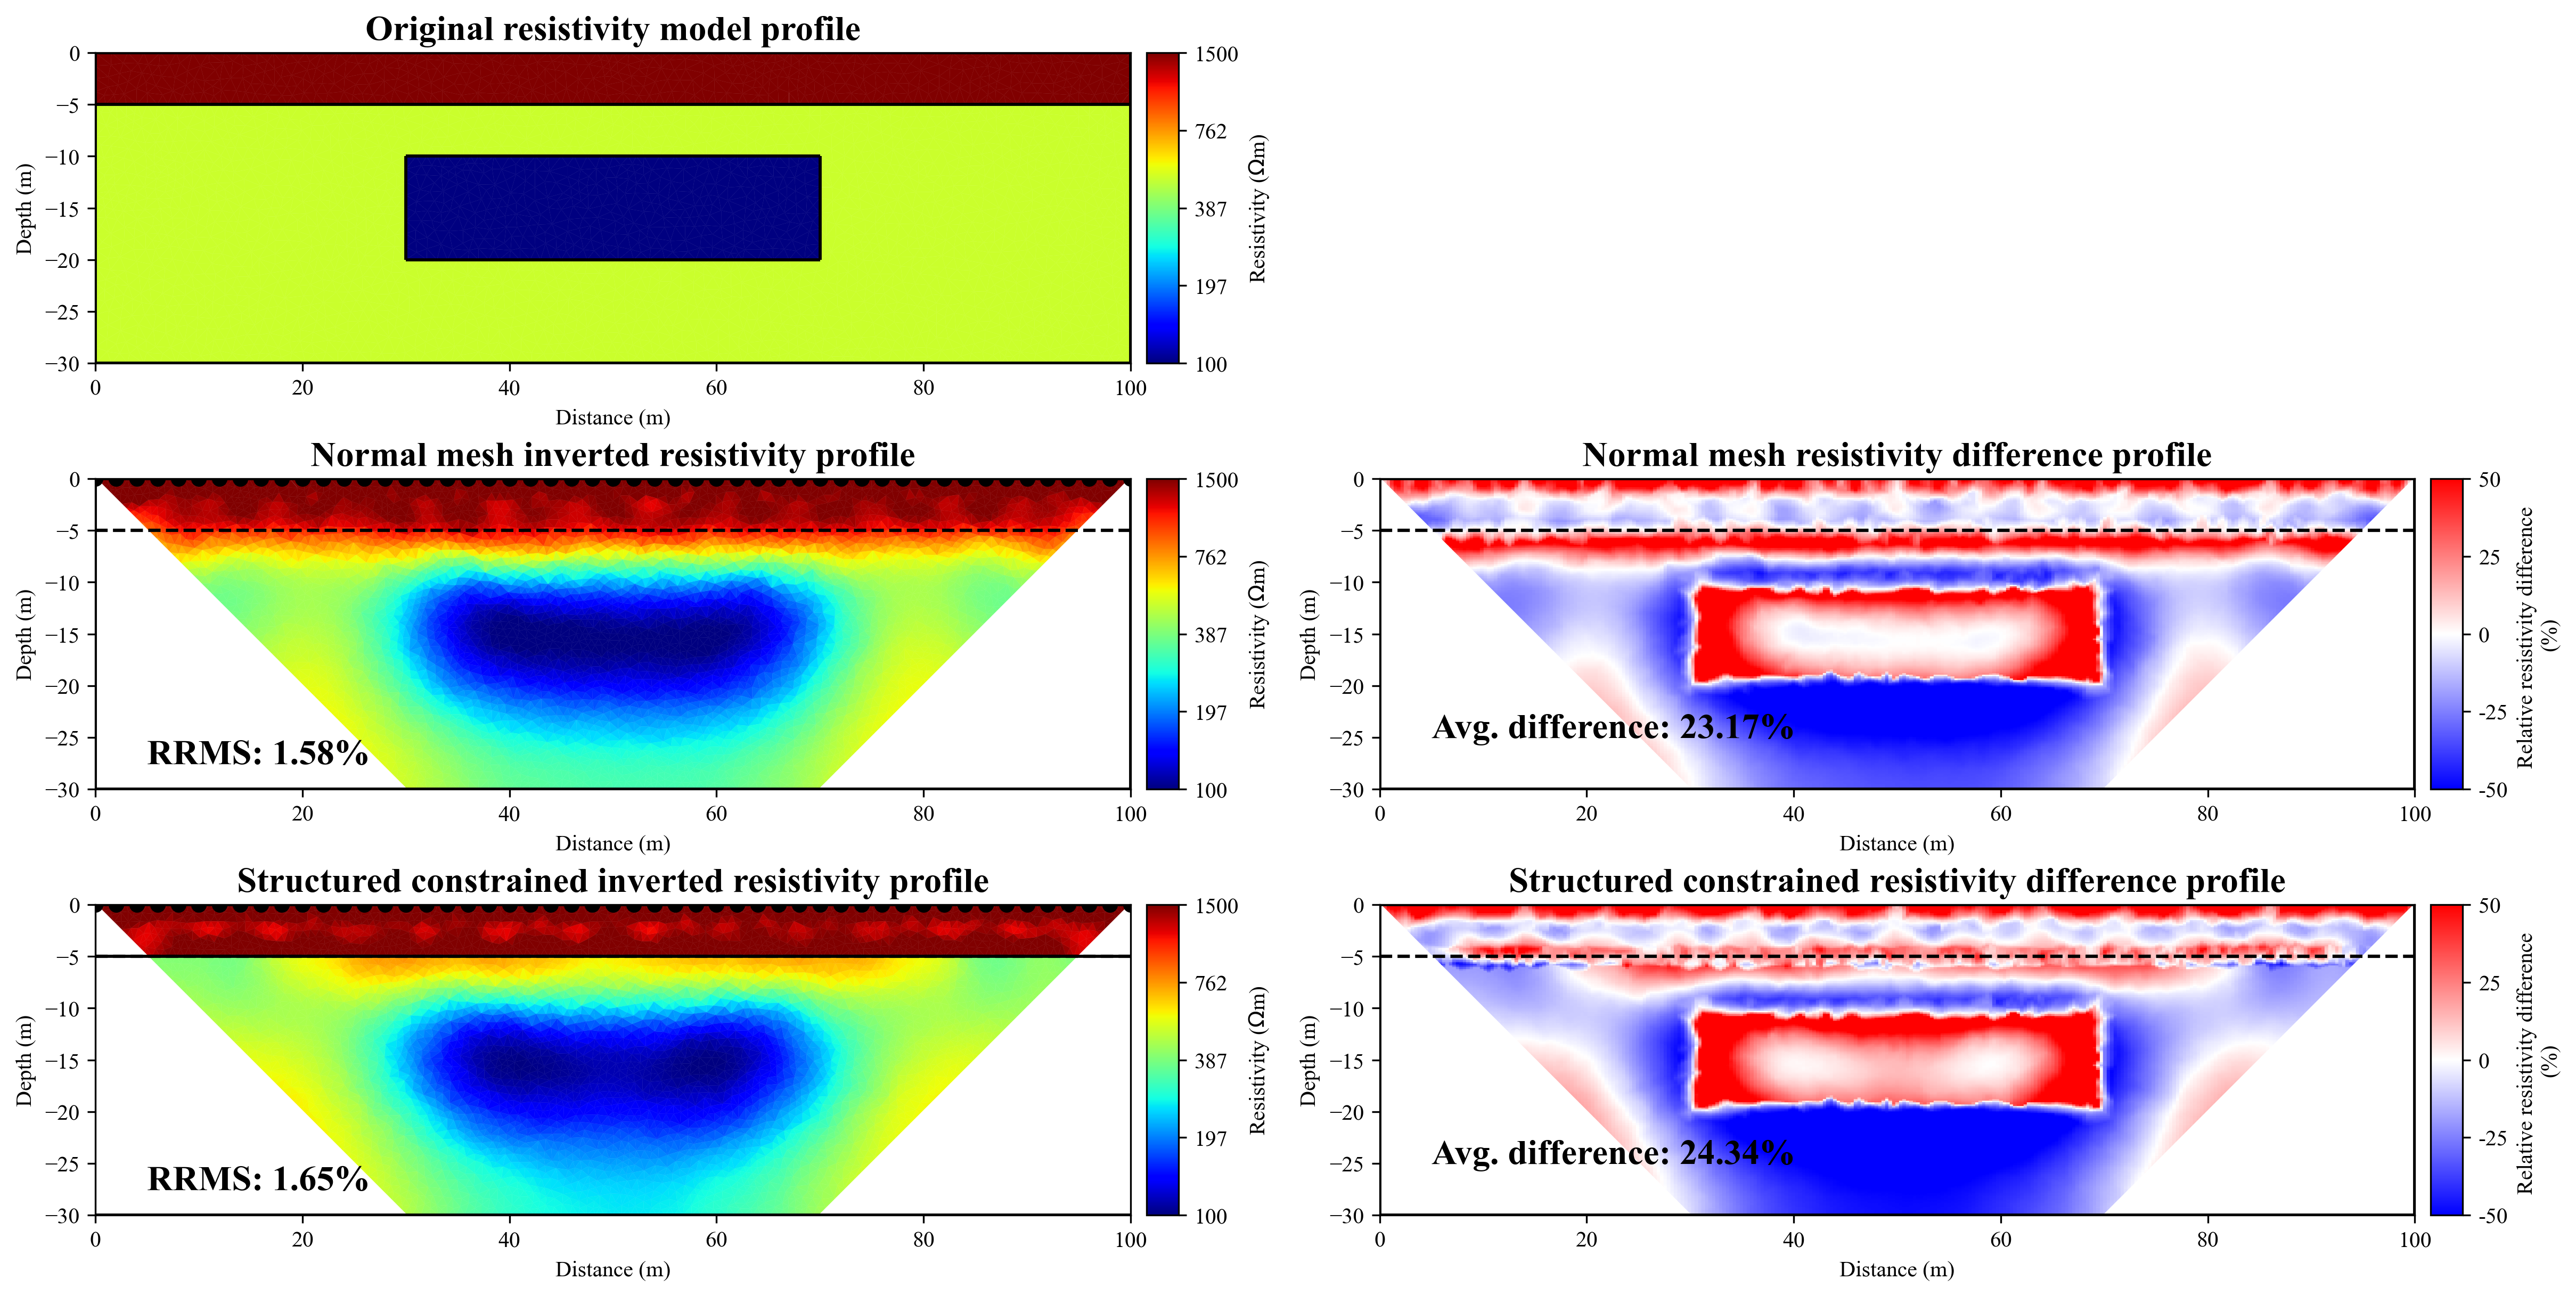 Original resistivity model profile
0
−5
−10
−15
−20
−25
−30
Depth (m)
0 20 40 60 80 100
Distance (m)
1500
762
387
197
100
Resistivity (Ωm)
Normal mesh inverted resistivity profile
0
−5
−10
−15
−20
−25
−30
Depth (m)
RRMS: 1.58%
0 20 40 60 80 100
Distance (m)
1500
762
387
197
100
Resistivity (Ωm)
Normal mesh resistivity difference profile
0
−5
−10
−15
−20
−25
−30
Depth (m)
Avg. difference: 23.17%
0 20 40 60 80 100
Distance (m)
50
25
0
-25
-50
Relative resistivity difference
(%)
Structured constrained inverted resistivity profile
0
−5
−10
−15
−20
−25
−30
Depth (m)
RRMS: 1.65%
0 20 40 60 80 100
Distance (m)
1500
762
387
197
100
Resistivity (Ωm)
Structured constrained resistivity difference profile
0
−5
−10
−15
−20
−25
−30
Depth (m)
Avg. difference: 24.34%
0 20 40 60 80 100
Distance (m)
50
25
0
-25
-50
Relative resistivity difference
(%)